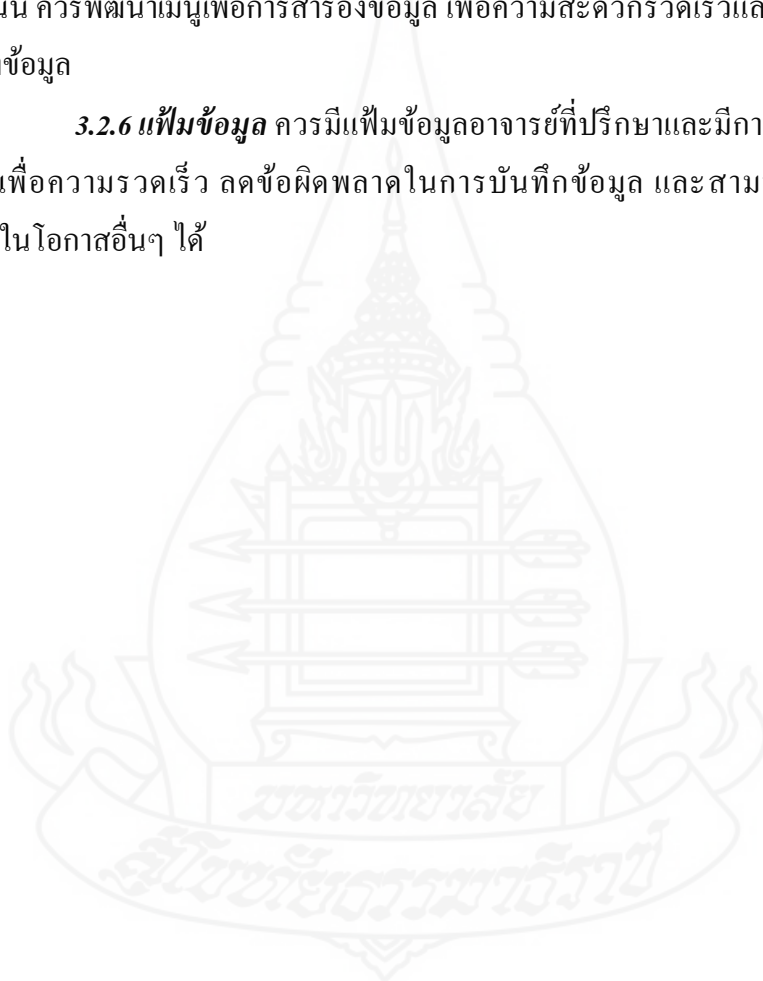 ควรพัฒนาเมนูเพื่อการสำรองข้อมูล เพื่อความสะดวกรวดเร็วและ
ข้อมูล
3.2.6 แฟ้มข้อมูล ควรมีแฟ้มข้อมูลอาจารย์ที่ปรึกษาและมีกา
เพื่อความรวดเร็ว ลดข้อผิดพลาดในการบันทึกข้อมูล และสาม
ในโอกาสอื่นๆ ได้
มหาวิทยาลัย
สุโขทัยธรรมาธิราช